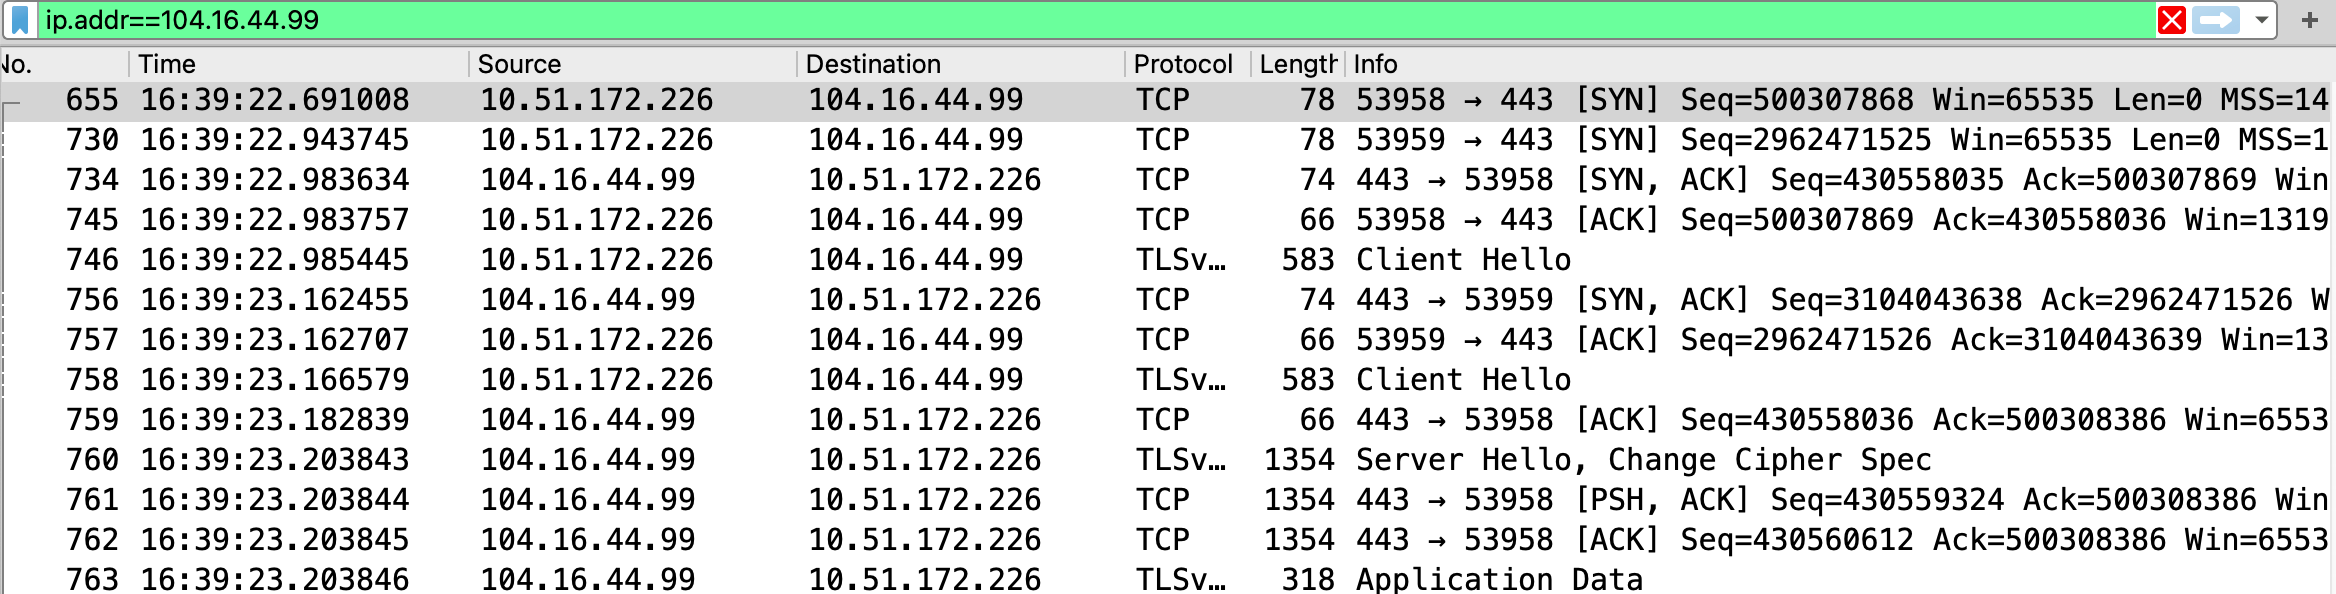 ip.addr==104.16.44.99
No. Time Source Destination Protocol Length Info
655 16:39:22.691008 10.51.172.226 104.16.44.99 TCP 78 53958 → 443 [SYN] Seq=500307868 Win=65535 Len=0 MSS=14
730 16:39:22.943745 10.51.172.226 104.16.44.99 TCP 78 53959 → 443 [SYN] Seq=2962471525 Win=65535 Len=0 MSS=1
734 16:39:22.983634 104.16.44.99 10.51.172.226 TCP 74 443 → 53958 [SYN, ACK] Seq=430558035 Ack=500307869 Win
745 16:39:22.983757 10.51.172.226 104.16.44.99 TCP 66 53958 → 443 [ACK] Seq=500307869 Ack=430558036 Win=1319
746 16:39:22.985445 10.51.172.226 104.16.44.99 TLSv… 583 Client Hello
756 16:39:23.162455 104.16.44.99 10.51.172.226 TCP 74 443 → 53959 [SYN, ACK] Seq=3104043638 Ack=2962471526 W
757 16:39:23.162707 10.51.172.226 104.16.44.99 TCP 66 53959 → 443 [ACK] Seq=2962471526 Ack=3104043639 Win=13
758 16:39:23.166579 10.51.172.226 104.16.44.99 TLSv… 583 Client Hello
759 16:39:23.182839 104.16.44.99 10.51.172.226 TCP 66 443 → 53958 [ACK] Seq=430558036 Ack=500308386 Win=6553
760 16:39:23.203843 104.16.44.99 10.51.172.226 TLSv… 1354 Server Hello, Change Cipher Spec
761 16:39:23.203844 104.16.44.99 10.51.172.226 TCP 1354 443 → 53958 [PSH, ACK] Seq=430559324 Ack=500308386 Win
762 16:39:23.203845 104.16.44.99 10.51.172.226 TCP 1354 443 → 53958 [ACK] Seq=430560612 Ack=500308386 Win=6553
763 16:39:23.203846 104.16.44.99 10.51.172.226 TLSv… 318 Application Data